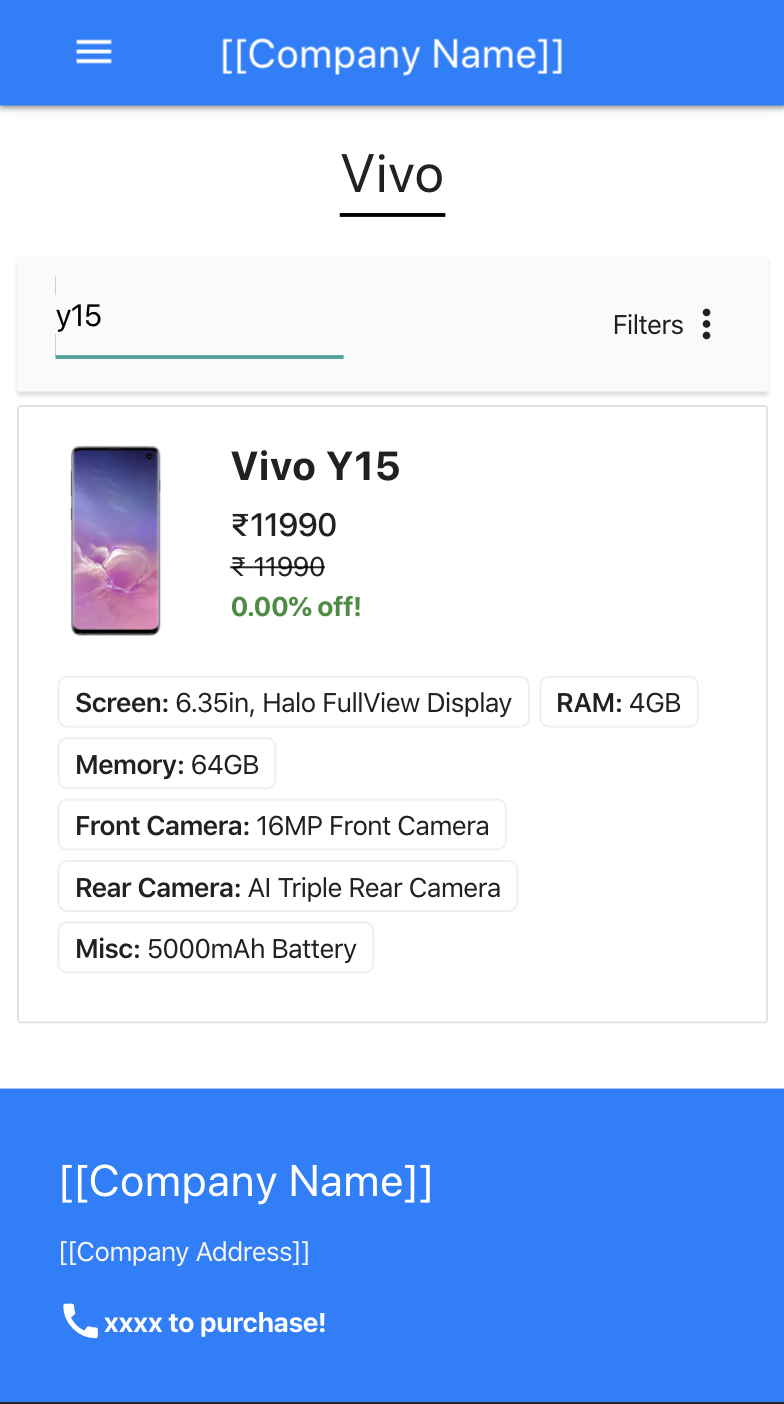 [[Company Name]]
Vivo
y15
Filters
Vivo Y15
₹11990
₹ 11990
0.00% off!
Screen: 6.35in, Halo FullView Display
RAM: 4GB
Memory: 64GB
Front Camera: 16MP Front Camera
Rear Camera: AI Triple Rear Camera
Misc: 5000mAh Battery
[[Company Name]]
[[Company Address]]
xxxx to purchase!